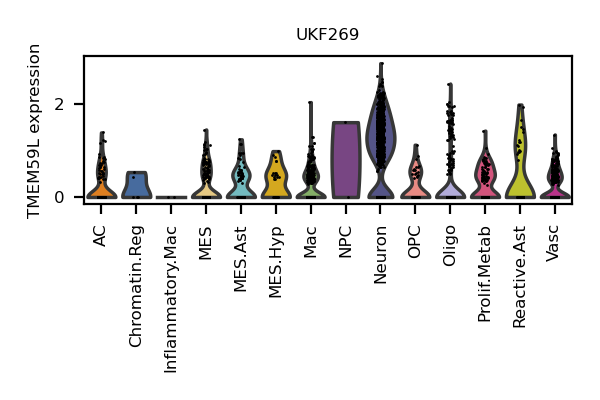 UKF269
TMEM59L expression
2
0
AC
Chromatin.Reg
Inflammatory.Mac
MES
MES.Ast
MES.Hyp
Mac
NPC
Neuron
OPC
Oligo
Prolif.Metab
Reactive.Ast
Vasc